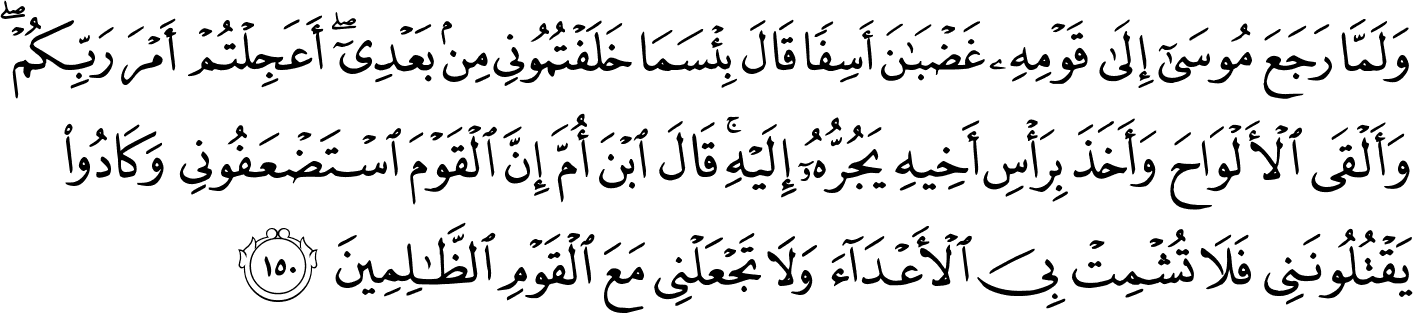 وَلَمَّا رَجَعَ مُوسَىٰٓ إِلَىٰ قَوْمِهِۦ غَضْبَٰنَ أَسِفًا قَالَ بِئْسَمَا خَلَفْتُمُونِي مِنۢ بَعْدِيٓۖ أَعَجِلْتُمْ أَمْرَ رَبِّكُمْۖ
وَأَلْقَى ٱلْأَلْوَاحَ وَأَخَذَ بِرَأْسِ أَخِيهِ يَجُرُّهُۥٓ إِلَيْهِۚ قَالَ ٱبْنَ أُمَّ إِنَّ ٱلْقَوْمَ ٱسْتَضْعَفُونِي وَكَادُوا۟
يَقْتُلُونَنِي فَلَا تُشْمِتْ بِيَ ٱلْأَعْدَآءَ وَلَا تَجْعَلْنِي مَعَ ٱلْقَوْمِ ٱلظَّٰلِمِينَ ١٥٠